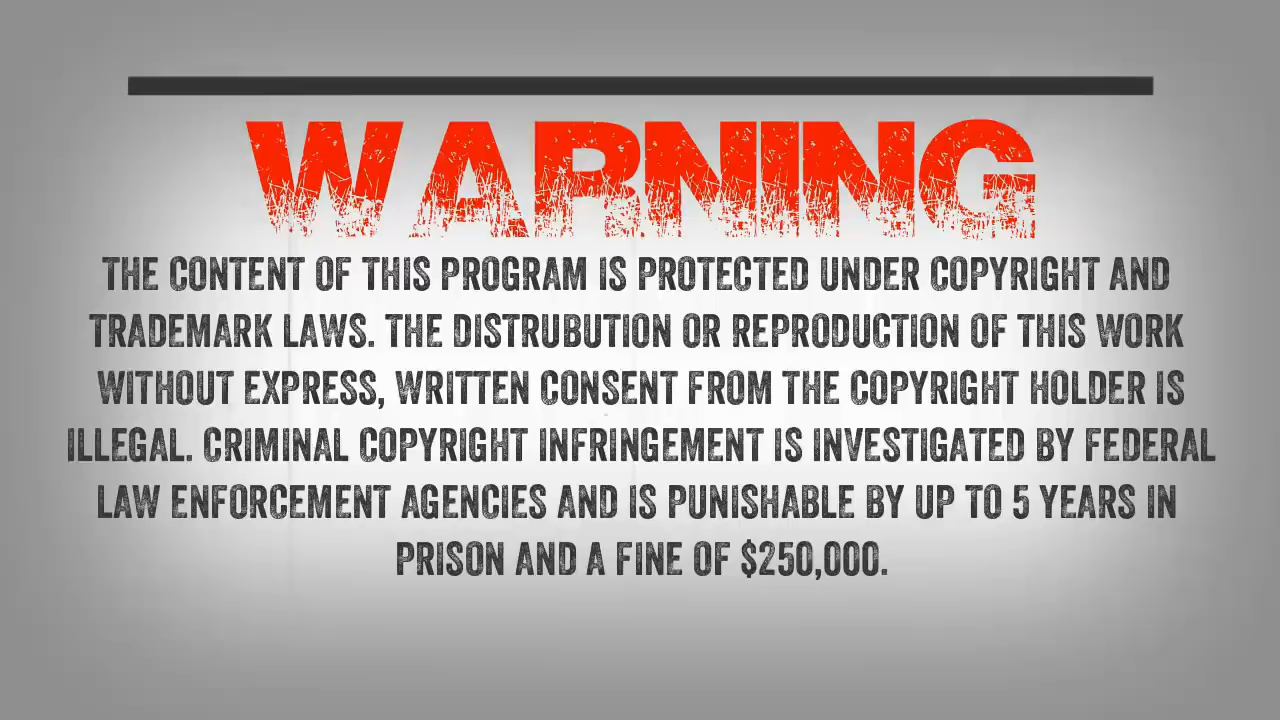 WARNING
THE CONTENT OF THIS PROGRAM IS PROTECTED UNDER COPYRIGHT AND
TRADEMARK LAWS. THE DISTRUBUTION OR REPRODUCTION OF THIS WORK
WITHOUT EXPRESS, WRITTEN CONSENT FROM THE COPYRIGHT HOLDER IS
ILLEGAL. CRIMINAL COPYRIGHT INFRINGEMENT IS INVESTIGATED BY FEDERAL
LAW ENFORCEMENT AGENCIES AND IS PUNISHABLE BY UP TO 5 YEARS IN
PRISON AND A FINE OF $250,000.